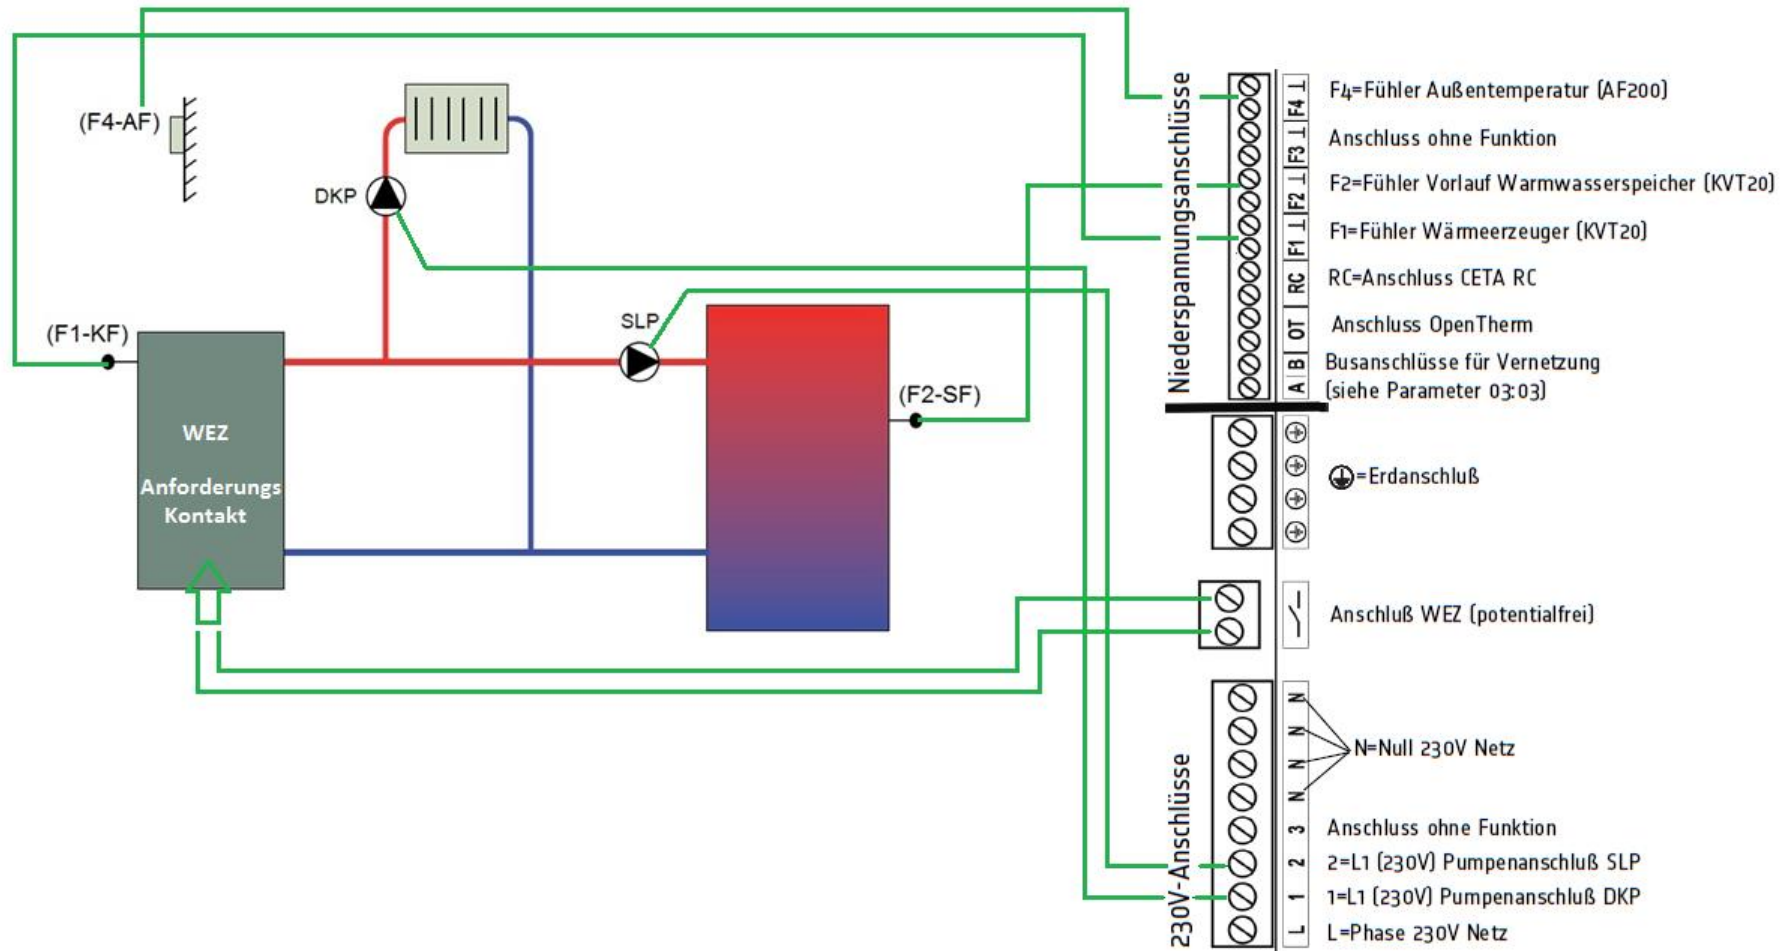 (F4-AF)
DKP
(F1-KF)
SLP
(F2-SF)
WEZ
Anforderungs
Kontakt
Niederspannungsanschlüsse
F4 ⊥
F3 ⊥
F2 ⊥
F1 ⊥
RC
OT
B
A
F4=Fühler Außentemperatur (AF200)
Anschluss ohne Funktion
F2=Fühler Vorlauf Warmwasserspeicher (KVT20)
F1=Fühler Wärmeerzeuger (KVT20)
RC=Anschluss CETA RC
Anschluss OpenTherm
Busanschlüsse für Vernetzung
(siehe Parameter 03:03)
=Erdanschluß
Anschluß WEZ (potentialfrei)
230V-Anschlüsse
N
N
N
N
3
2
1
L
N=Null 230V Netz
Anschluss ohne Funktion
2=L1 (230V) Pumpenanschluß SLP
1=L1 (230V) Pumpenanschluß DKP
L=Phase 230V Netz